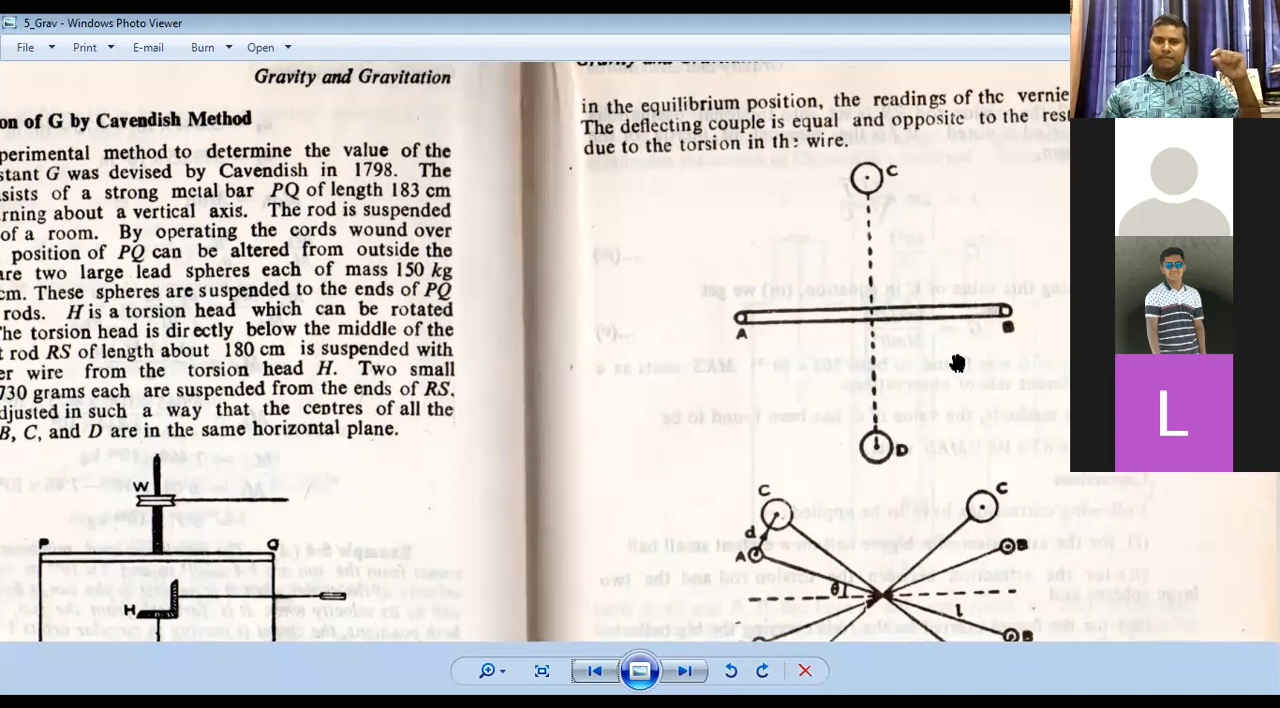 5_Grav - Windows Photo Viewer
File Print E-mail Burn Open
Gravity and Gravitation
on of G by Cavendish Method
perimental method to determine the value of the
stant G was devised by Cavendish in 1798. The
sists of a strong metal bar PQ of length 183 cm
rning about a vertical axis. The rod is suspended
of a room. By operating the cords wound over
position of PQ can be altered from outside the
are two large lead spheres each of mass 150 kg
cm. These spheres are suspended to the ends of PQ
rods. H is a torsion head which can be rotated
he torsion head is directly below the middle of the
t rod RS of length about 180 cm is suspended with
er wire from the torsion head H. Two small
730 grams each are suspended from the ends of RS.
djusted in such a way that the centres of all the
B, C, and D are in the same horizontal plane.
W
P Q
H
in the equilibrium position, the readings of the vernie
The deflecting couple is equal and opposite to the rest
due to the torsion in the wire.
C
A B
D
C C
d
A B
θ
l
B
L